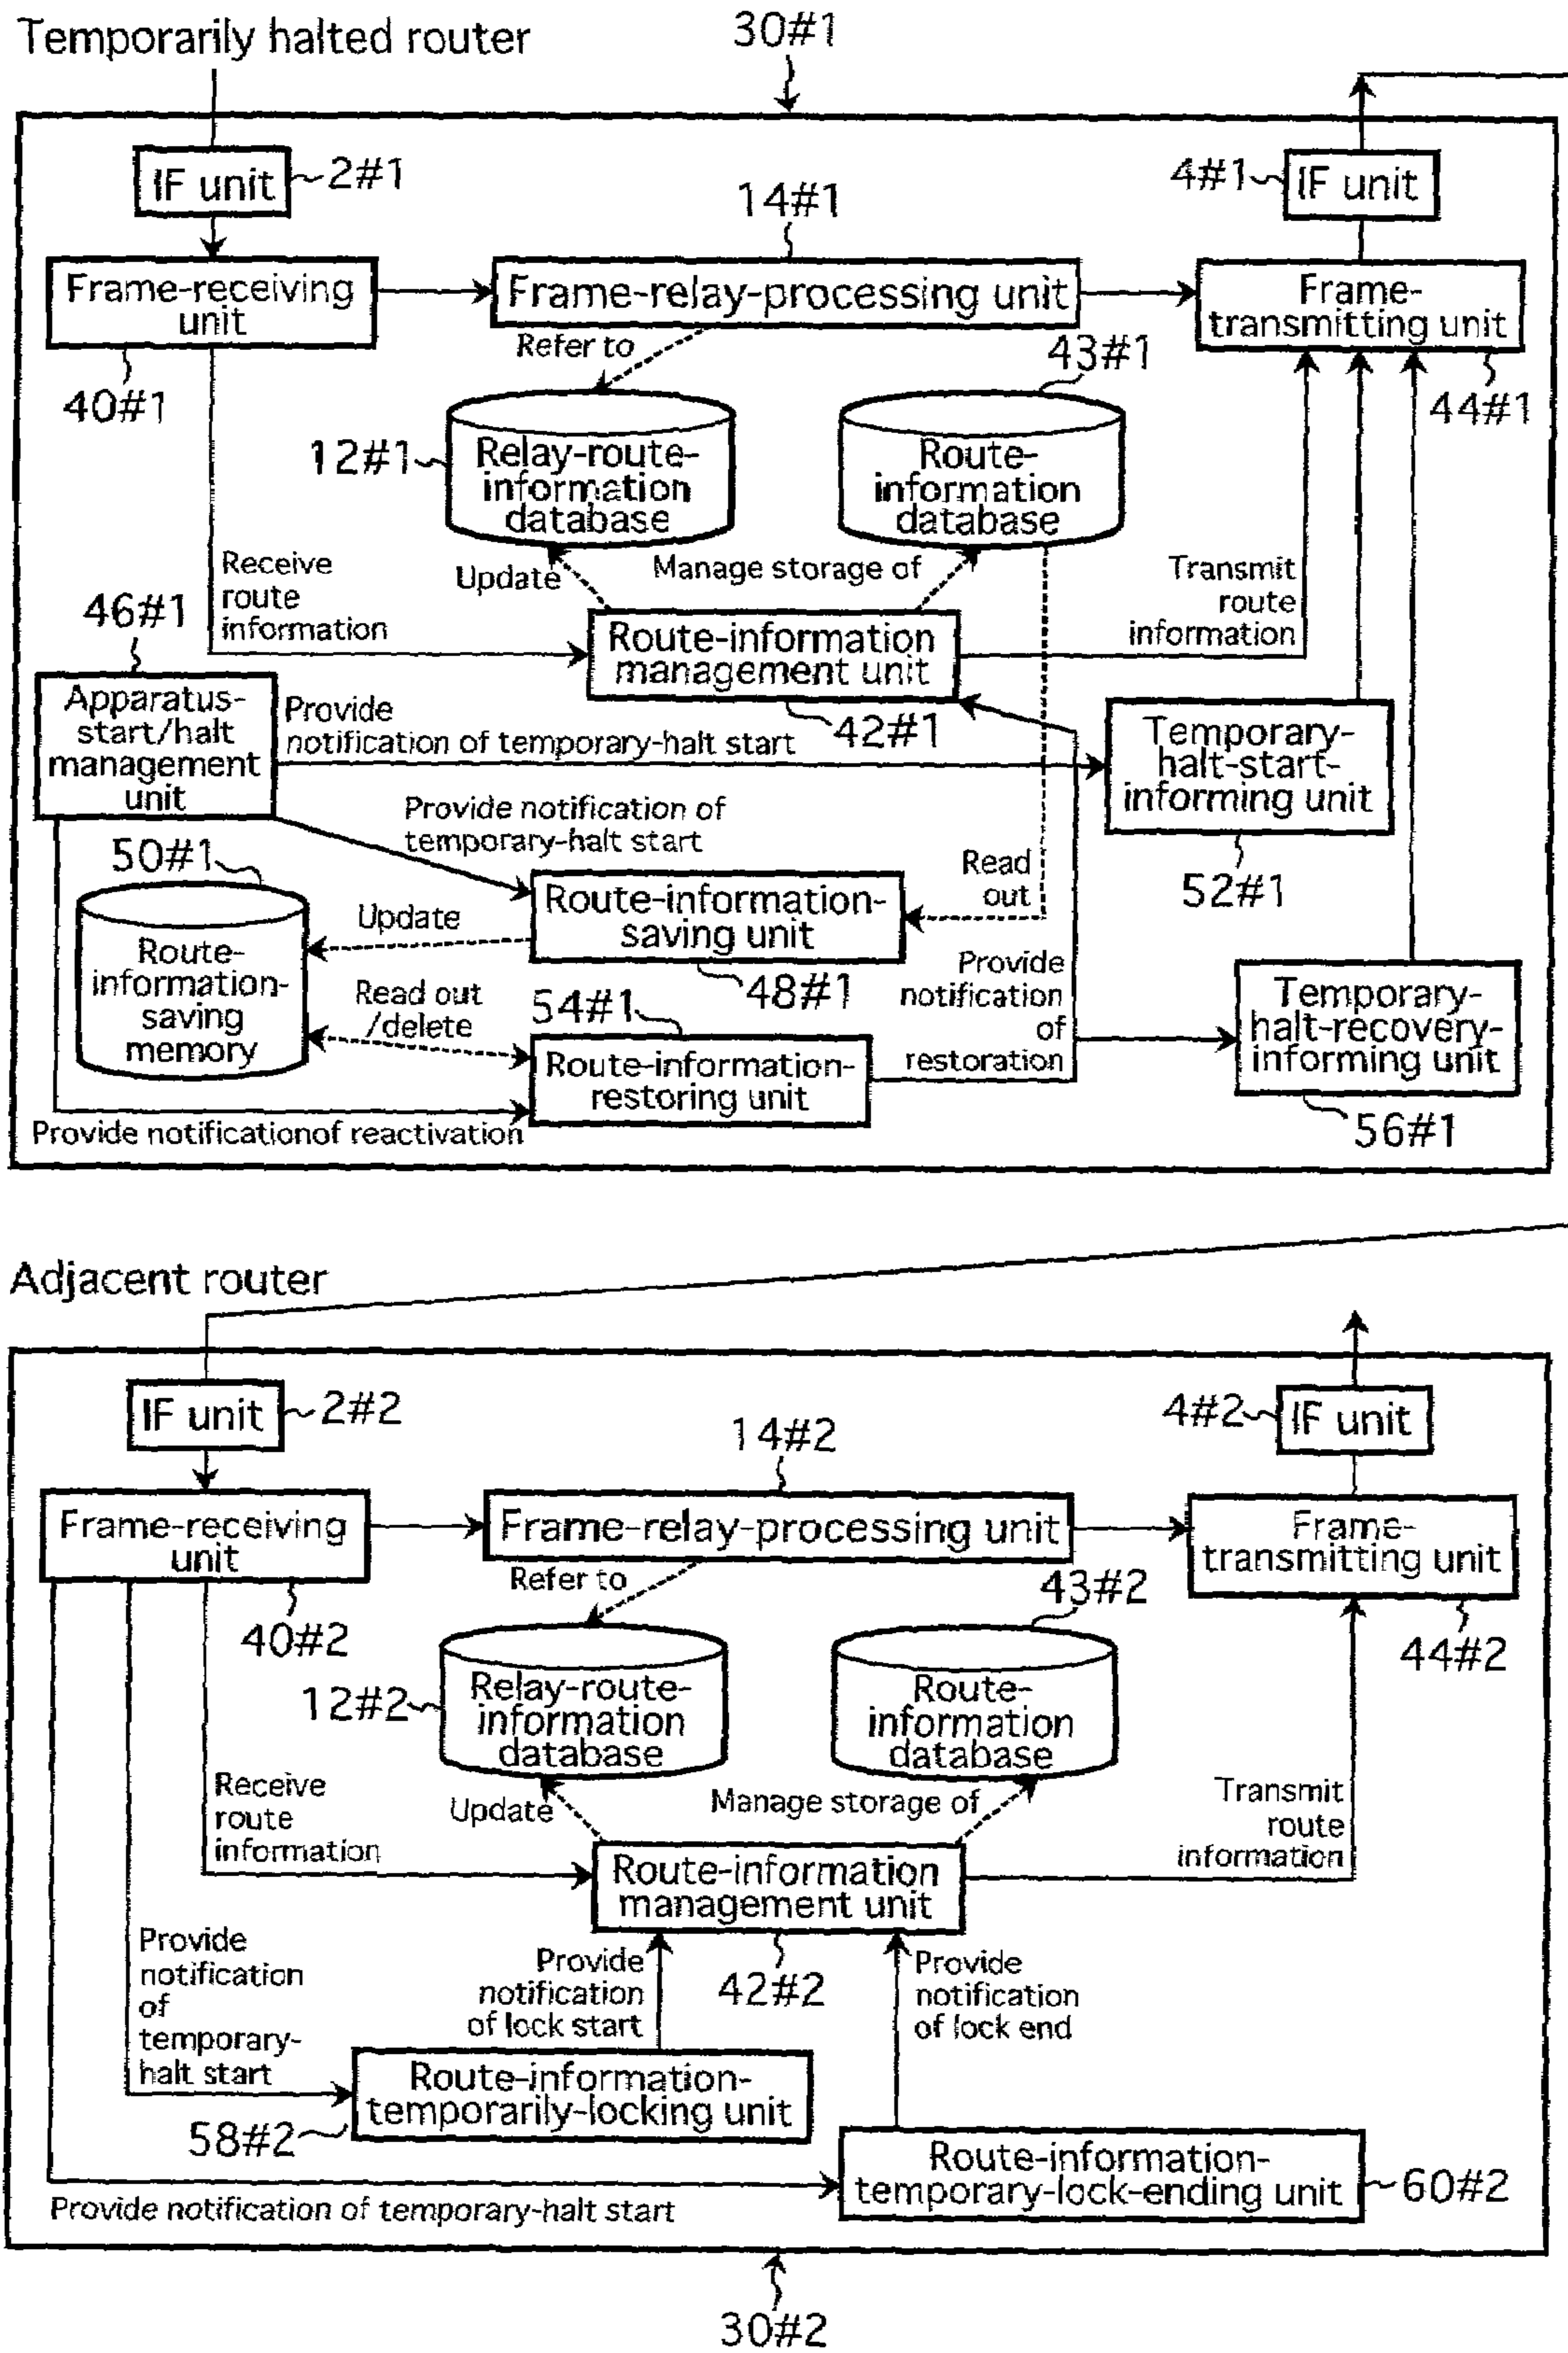 Temporarily halted router
30#1
IF unit
2#1
14#1
4#1
IF unit
Frame-receiving
unit
Frame-relay-processing unit
Frame-
transmitting unit
40#1
Refer to
43#1
44#1
12#1
Relay-route-
information
database
Route-
information
database
Receive
route
information
Update
Manage storage of
Transmit
route
information
46#1
Route-information
management unit
42#1
Apparatus-
start/halt
management
unit
Provide
notification of temporary-halt start
Temporary-
halt-start-
informing unit
52#1
Provide notification of
temporary-halt start
50#1
Read
out
Route-information-
saving unit
48#1
Update
Route-
information-
saving
memory
Read out
/delete
54#1
Provide
notification
of
restoration
Temporary-
halt-recovery-
informing unit
56#1
Route-information-
restoring unit
Provide notificationof reactivation
Adjacent router
IF unit
2#2
14#2
4#2
IF unit
Frame-receiving
unit
Frame-relay-processing unit
Frame-
transmitting unit
40#2
Refer to
43#2
44#2
12#2
Relay-route-
information
database
Route-
information
database
Receive
route
information
Update
Manage storage of
Transmit
route
information
Route-information
management unit
42#2
Provide
notification
of
temporary-
halt start
Provide
notification
of lock start
Provide
notification
of lock end
Route-information-
temporarily-locking unit
58#2
Route-information-
temporary-lock-ending unit
60#2
Provide notification of temporary-halt start
30#2